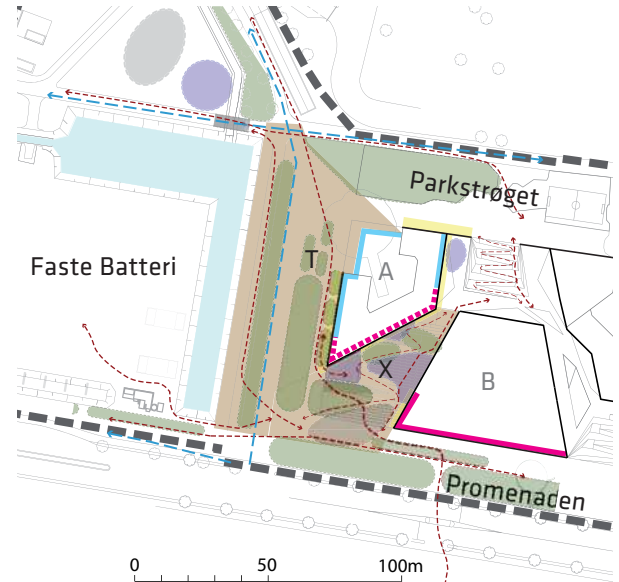 Parkstrøget
T
A
Faste Batteri
X
B
Promenaden
0 50 100m